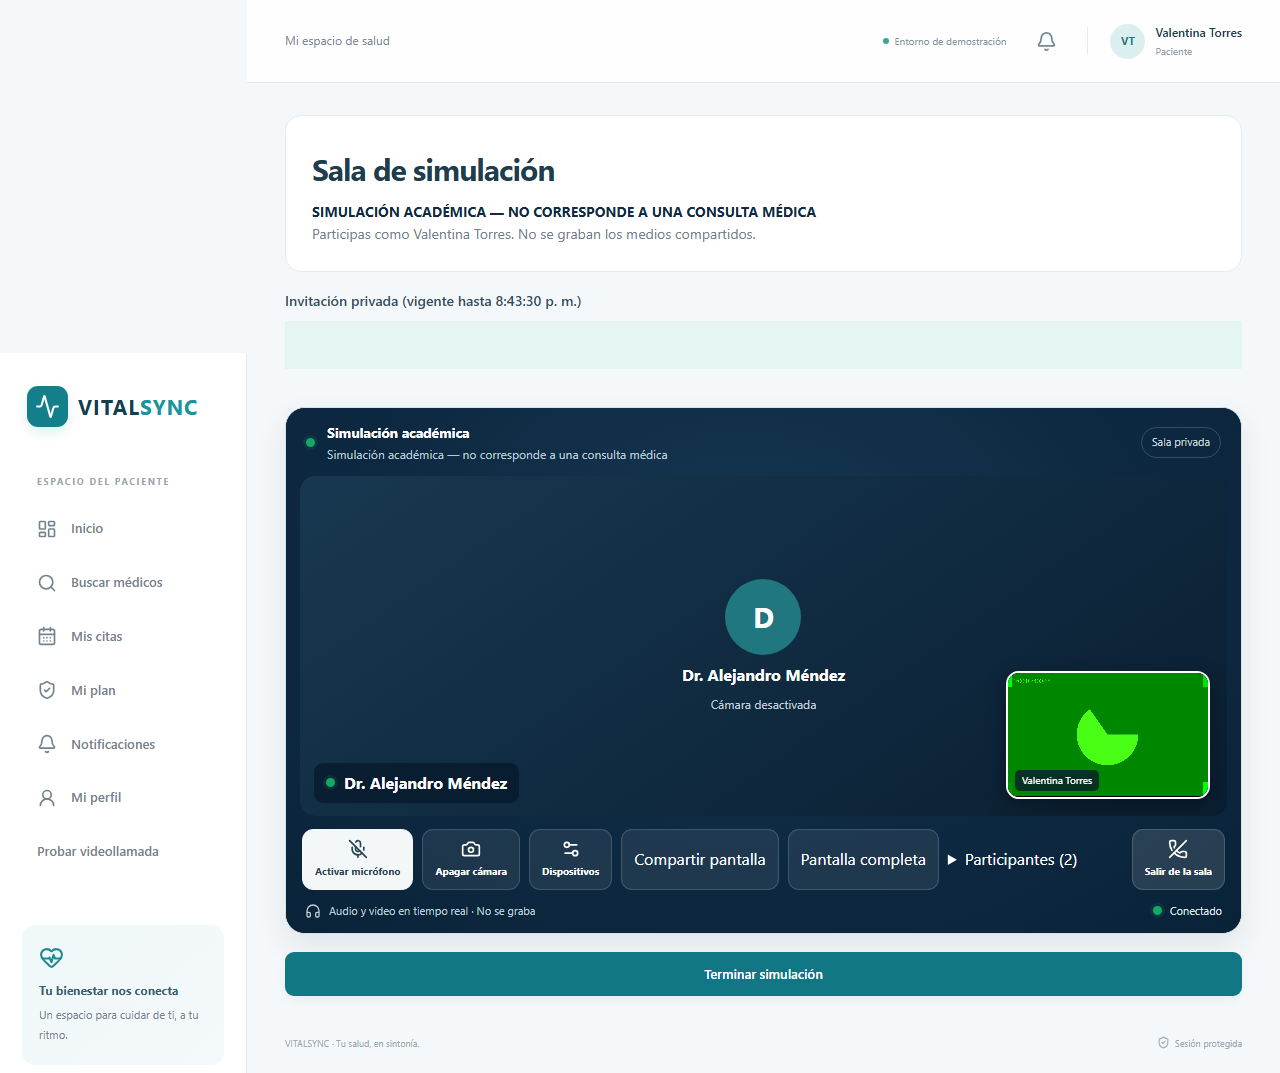 Mi espacio de salud
Entorno de demostración
VT
Valentina Torres
Paciente
Sala de simulación
SIMULACIÓN ACADÉMICA — NO CORRESPONDE A UNA CONSULTA MÉDICA
Participas como Valentina Torres. No se graban los medios compartidos.
Invitación privada (vigente hasta 8:43:30 p. m.)
VITALSYNC
ESPACIO DEL PACIENTE
Inicio
Buscar médicos
Mis citas
Mi plan
Notificaciones
Mi perfil
Probar videollamada
Tu bienestar nos conecta
Un espacio para cuidar de ti, a tu
ritmo.
Simulación académica
Simulación académica — no corresponde a una consulta médica
Sala privada
D
Dr. Alejandro Méndez
Cámara desactivada
Dr. Alejandro Méndez
Valentina Torres
Activar micrófono
Apagar cámara
Dispositivos
Compartir pantalla
Pantalla completa
Participantes (2)
Salir de la sala
Audio y video en tiempo real · No se graba
Conectado
Terminar simulación
VITALSYNC · Tu salud, en sintonía.
Sesión protegida